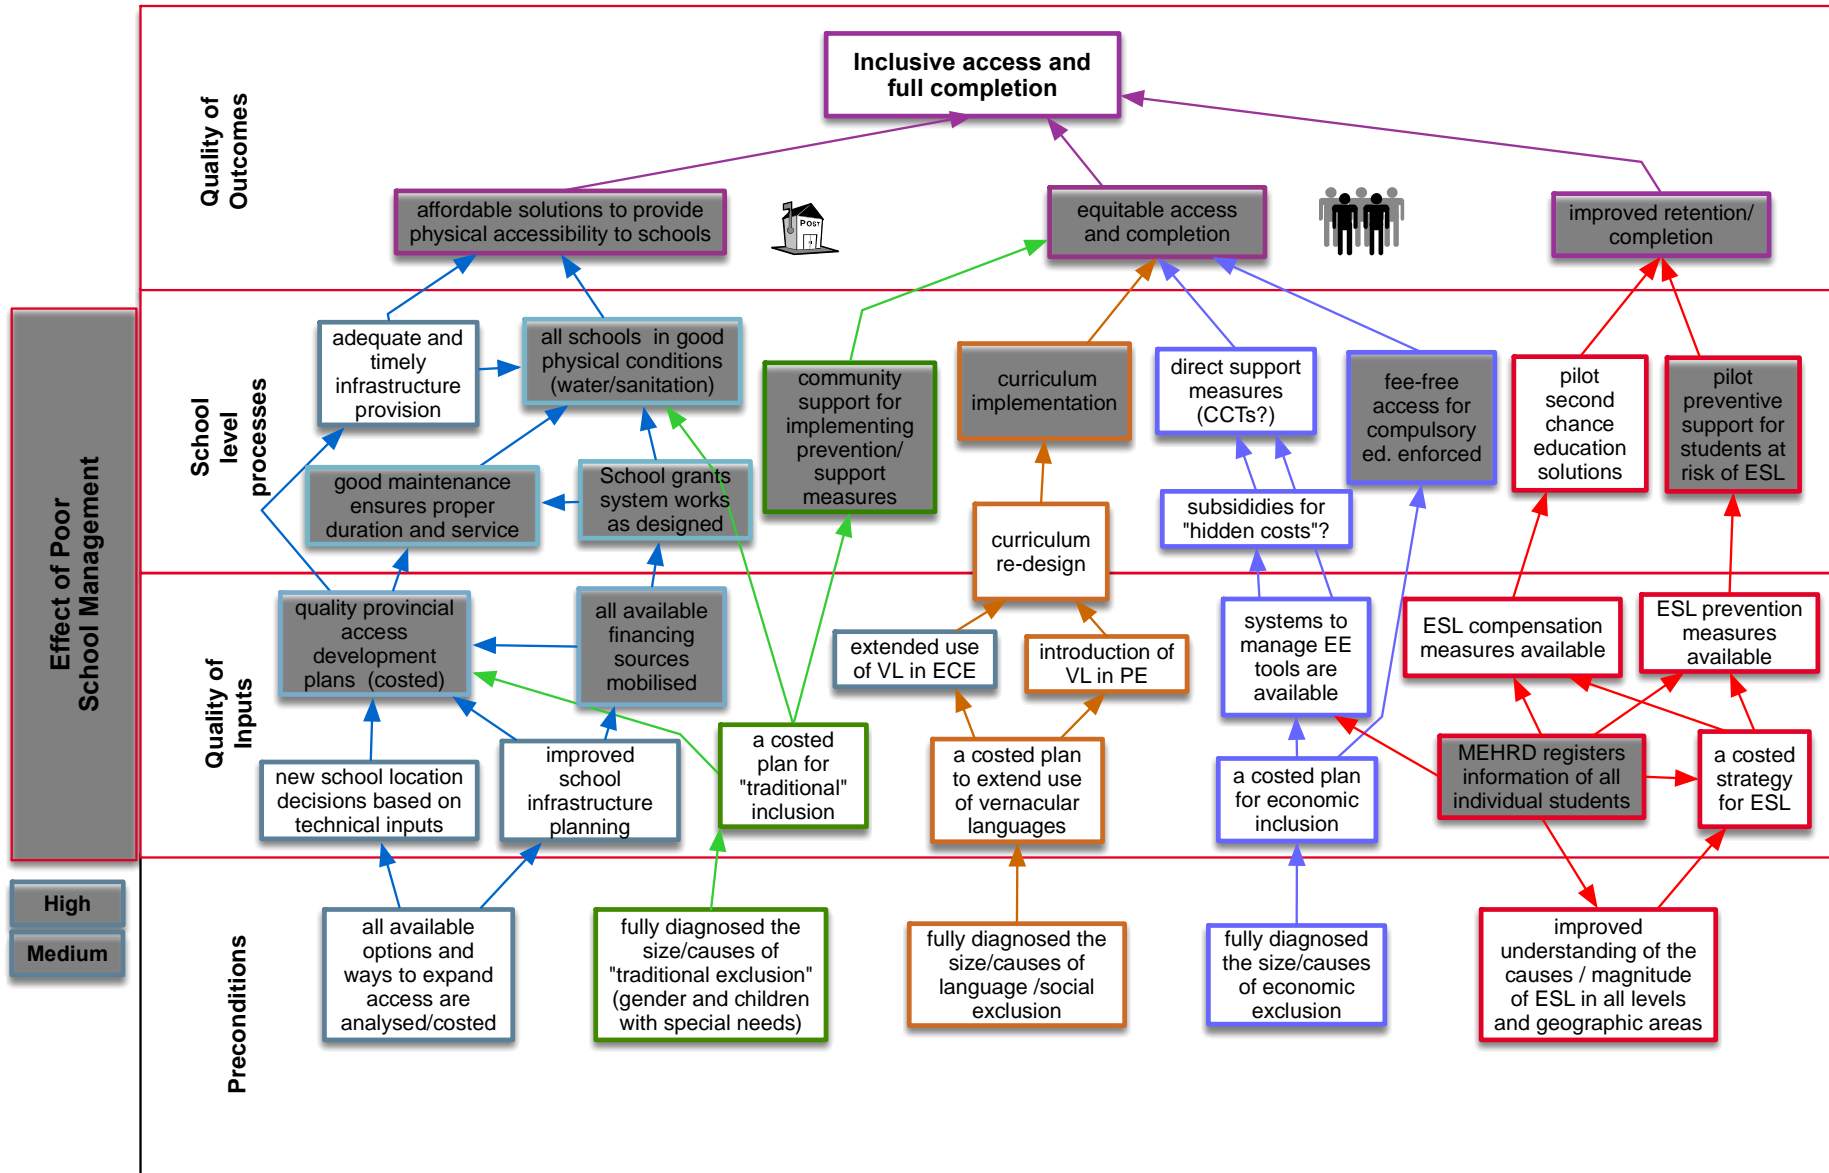 Inclusive access and
full completion
Quality of
Outcomes
affordable solutions to provide
physical accessibility to schools
POST
equitable access
and completion
improved retention/
completion
Effect of Poor
School Management
High
Medium
School
level
processes
adequate and
timely
infrastructure
provision
all schools in good
physical conditions
(water/sanitation)
community
support for
implementing
prevention/
support
measures
curriculum
implementation
direct support
measures
(CCTs?)
fee-free
access for
compulsory
ed. enforced
pilot
second
chance
education
solutions
pilot
preventive
support for
students at
risk of ESL
good maintenance
ensures proper
duration and service
School grants
system works
as designed
subsididies for
"hidden costs"?
curriculum
re-design
Quality of
Inputs
quality provincial
access
development
plans (costed)
all available
financing
sources
mobilised
extended use
of VL in ECE
introduction of
VL in PE
systems to
manage EE
tools are
available
ESL compensation
measures available
ESL prevention
measures
available
new school location
decisions based on
technical inputs
improved
school
infrastructure
planning
a costed
plan for
"traditional"
inclusion
a costed plan
to extend use
of vernacular
languages
a costed plan
for economic
inclusion
MEHRD registers
information of all
individual students
a costed
strategy
for ESL
Preconditions
all available
options and
ways to expand
access are
analysed/costed
fully diagnosed the
size/causes of
"traditional exclusion"
(gender and children
with special needs)
fully diagnosed the
size/causes of
language /social
exclusion
fully diagnosed
the size/causes
of economic
exclusion
improved
understanding of the
causes / magnitude
of ESL in all levels
and geographic areas